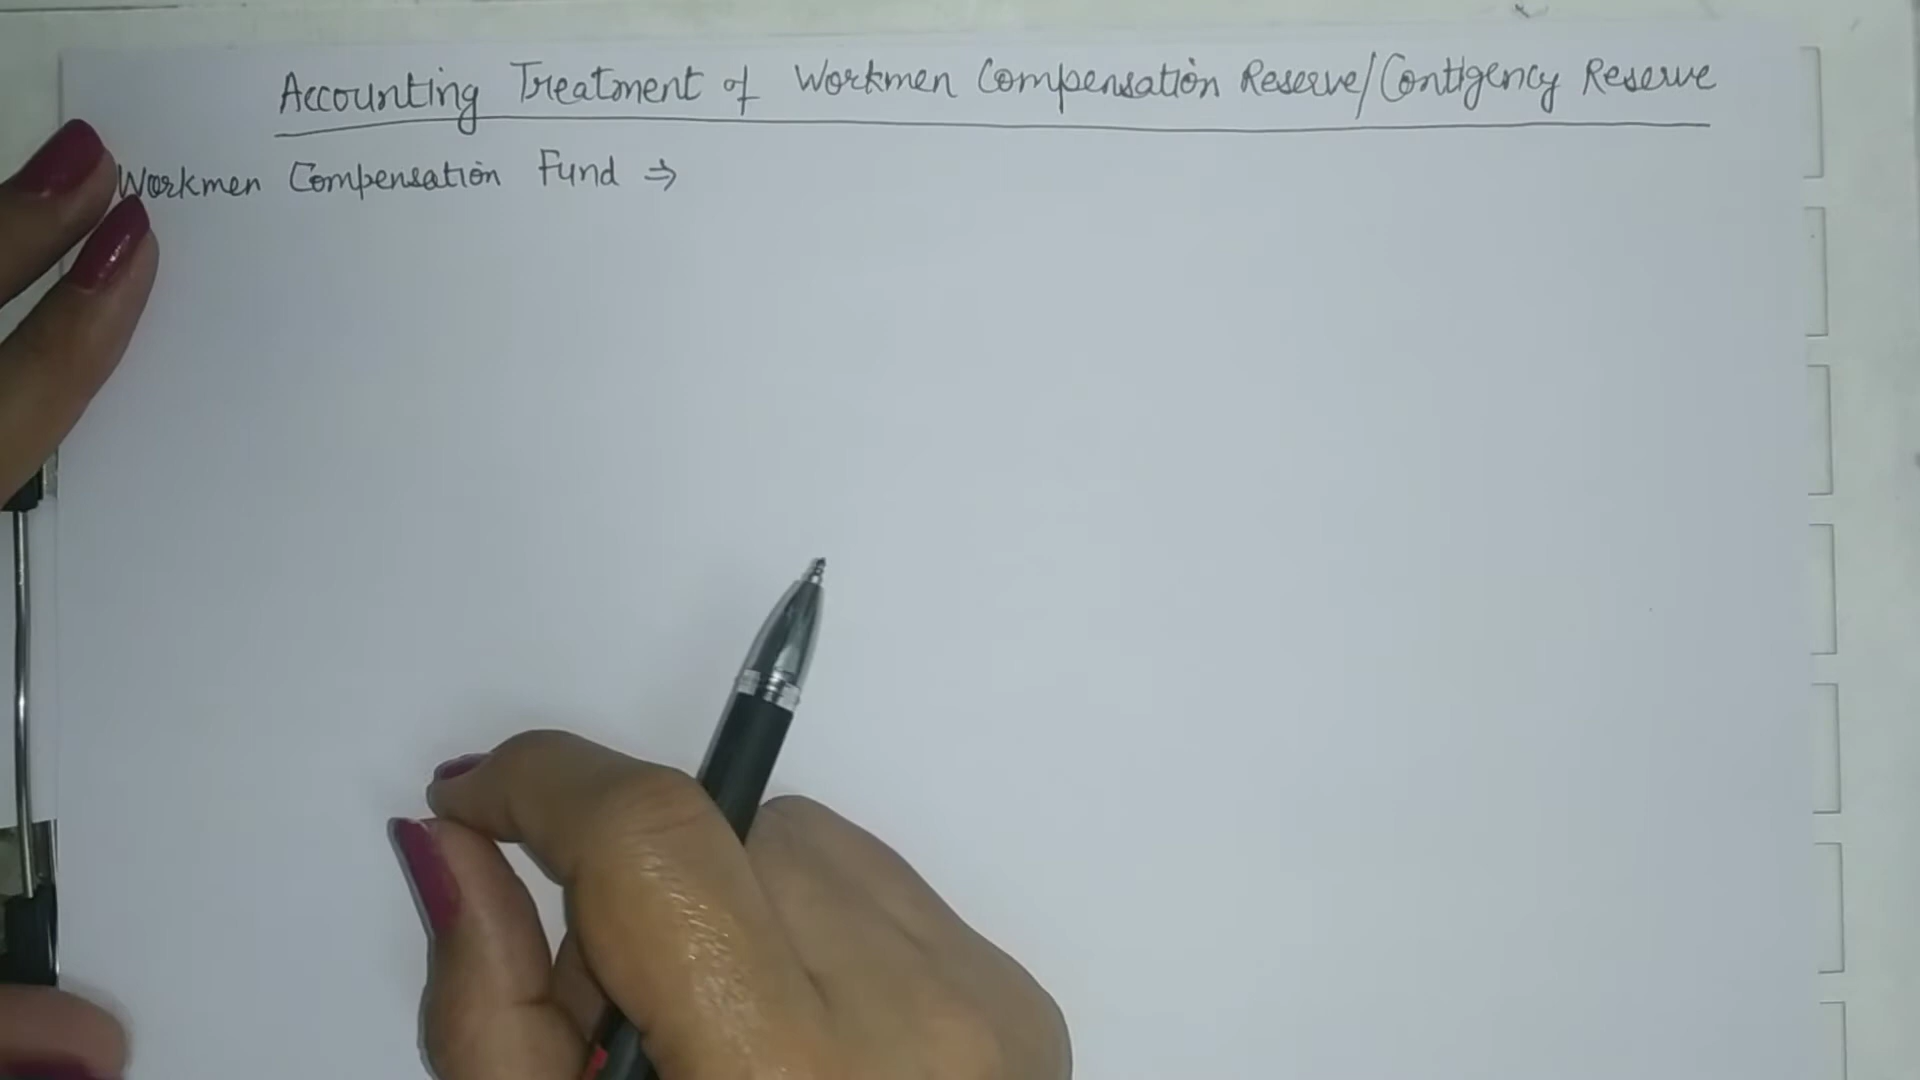 Accounting Treatment of Workmen Compensation Reserve/Contigency Reserve
Workmen Compensation Fund ⇒